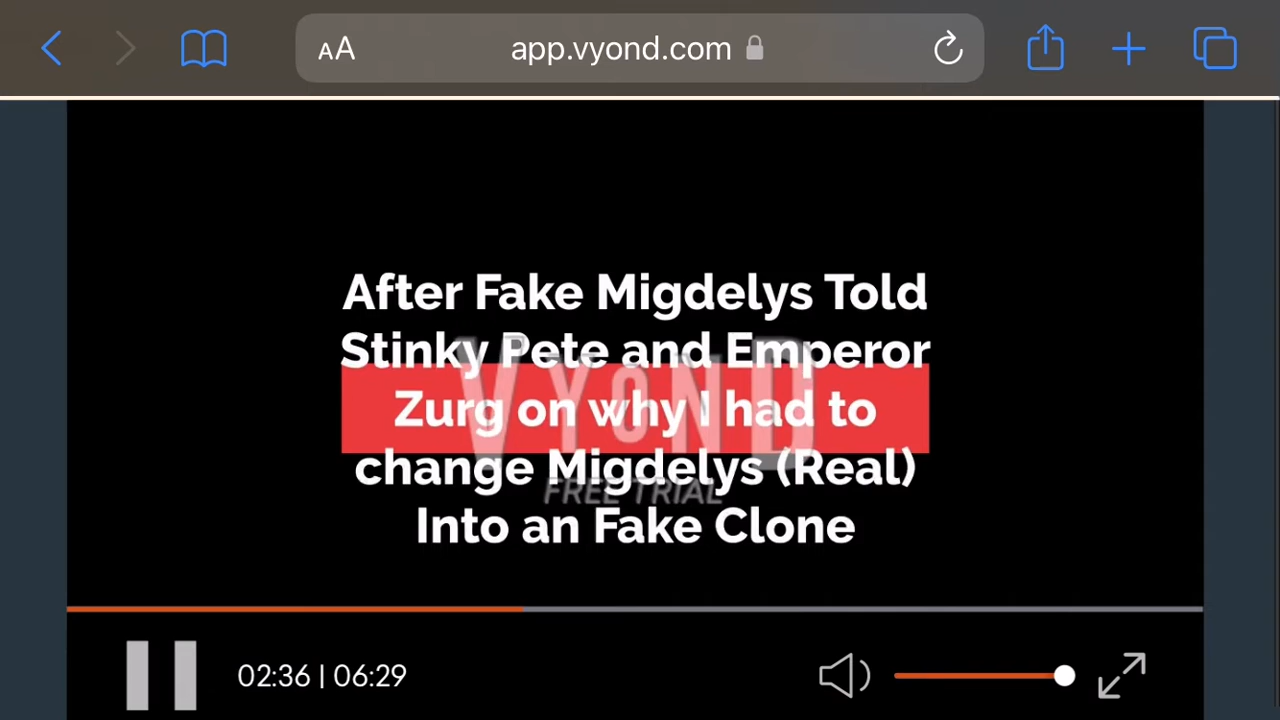 AA app.vyond.com
After Fake Migdelys Told
Stinky Pete and Emperor
Zurg on why I had to
change Migdelys (Real)
Into an Fake Clone
VYOND
FREE TRIAL
02:36 | 06:29